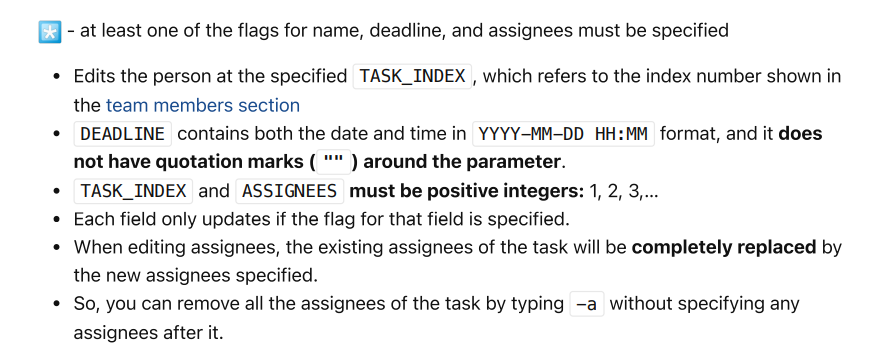 *️⃣ - at least one of the flags for name, deadline, and assignees must be specified
• Edits the person at the specified TASK_INDEX, which refers to the index number shown in
the team members section
• DEADLINE contains both the date and time in YYYY-MM-DD HH:MM format, and it does
not have quotation marks ( "" ) around the parameter.
• TASK_INDEX and ASSIGNEES must be positive integers: 1, 2, 3,...
• Each field only updates if the flag for that field is specified.
• When editing assignees, the existing assignees of the task will be completely replaced by
the new assignees specified.
• So, you can remove all the assignees of the task by typing -a without specifying any
assignees after it.